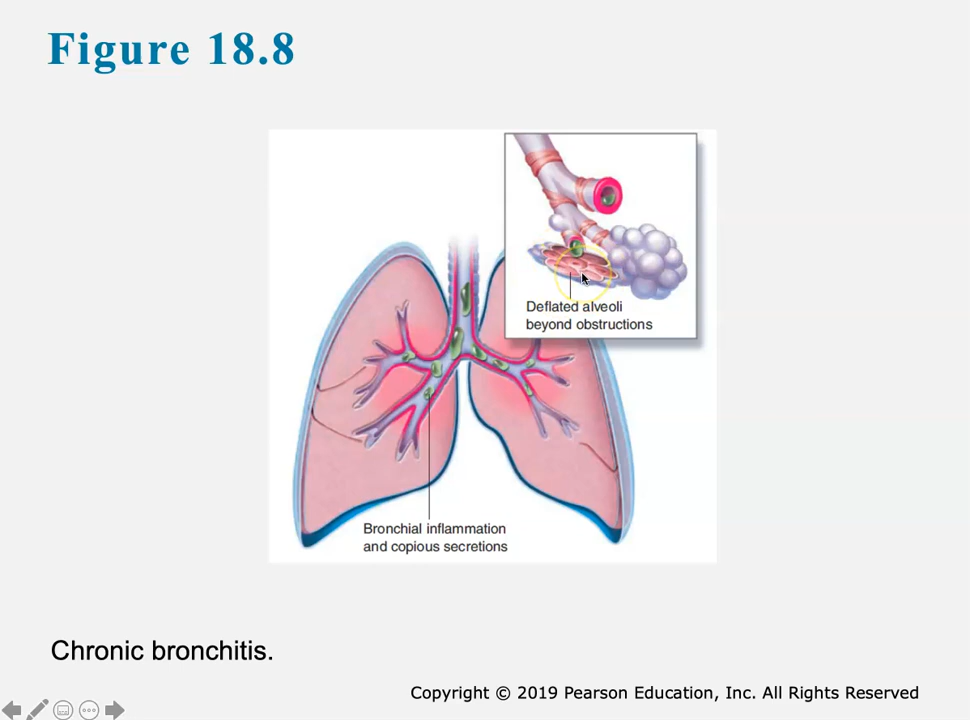 Figure 18.8
Deflated alveoli
beyond obstructions
Bronchial inflammation
and copious secretions
Chronic bronchitis.
Copyright © 2019 Pearson Education, Inc. All Rights Reserved